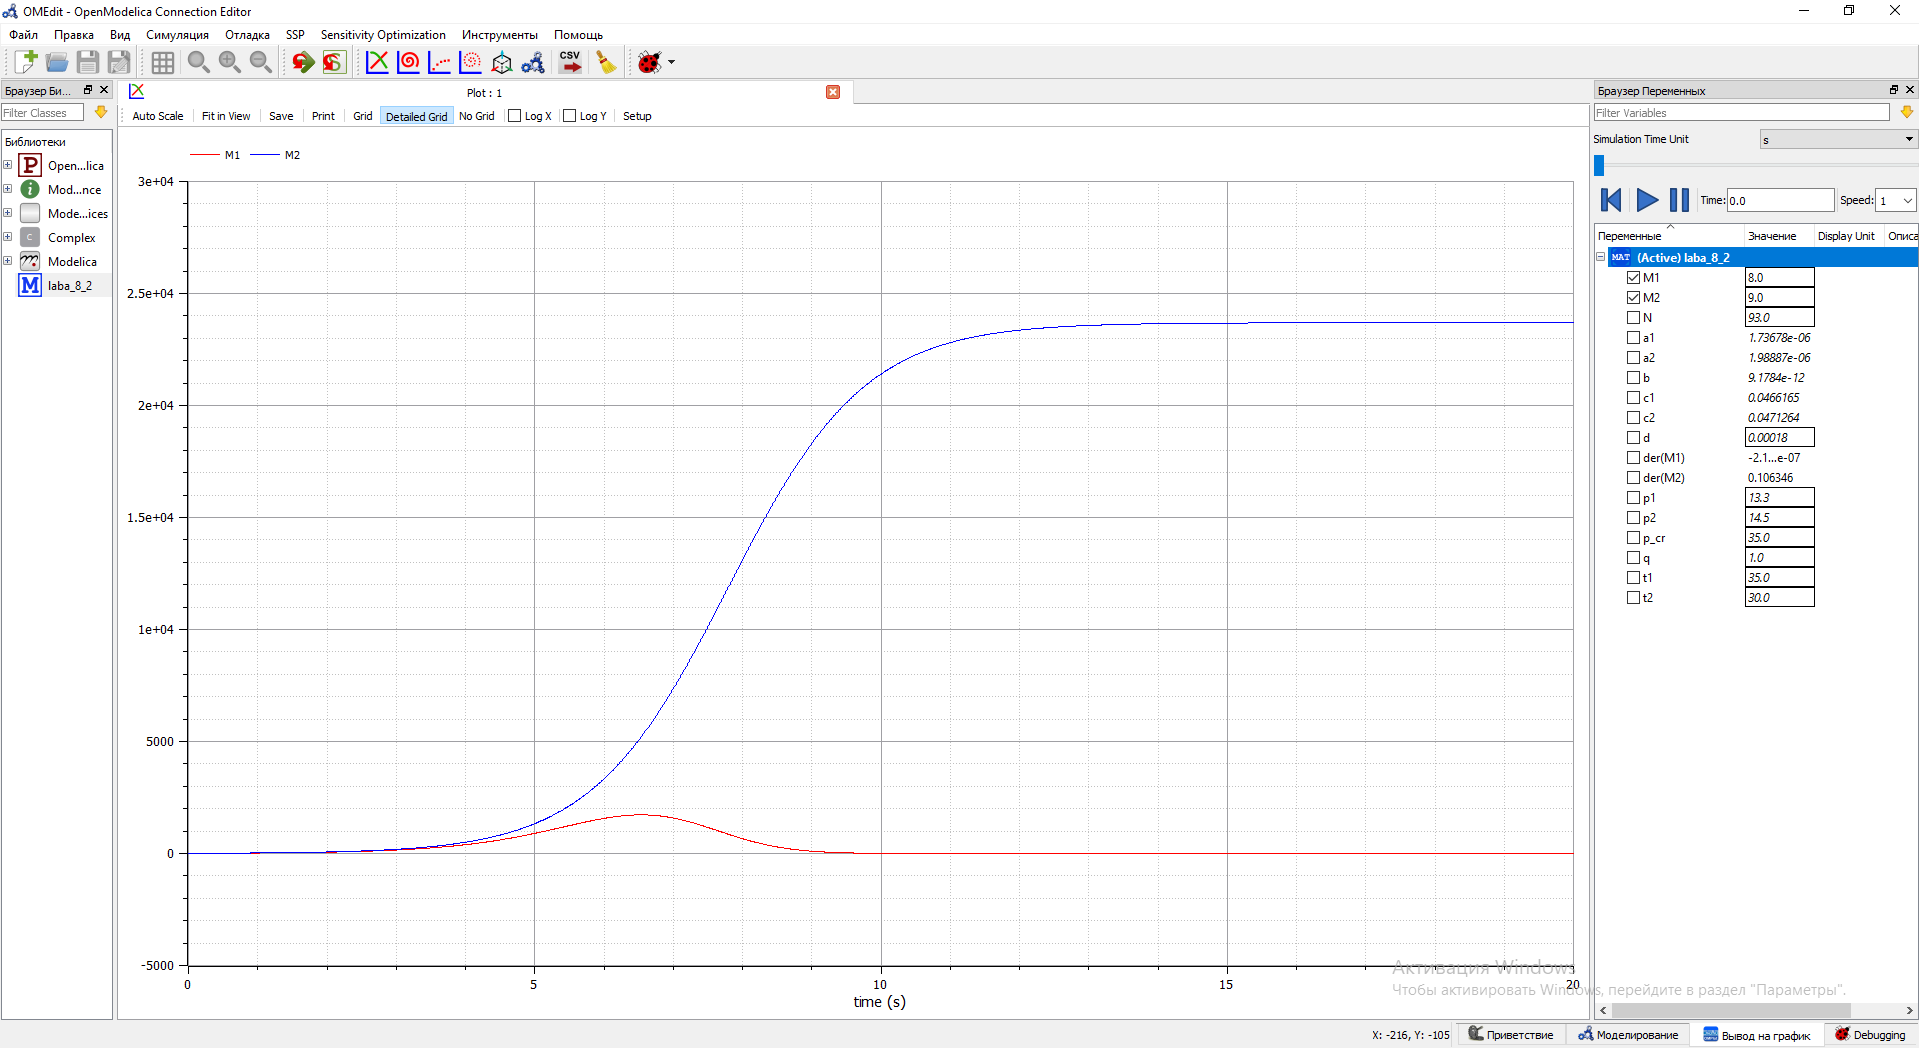 OMEdit - OpenModelica Connection Editor
Файл Правка Вид Симуляция Отладка SSP Sensitivity Optimization Инструменты Помощь
CSV
Браузер Би...
Filter Classes
Библиотеки
P Open...lica
i Mod...nce
Mode...ices
C Complex
Modelica
M laba_8_2
Plot : 1
Auto Scale Fit in View Save Print Grid Detailed Grid No Grid Log X Log Y Setup
M1 M2
3e+04
2.5e+04
2e+04
1.5e+04
1e+04
5000
0
-5000
0 5 10 15 20
time (s)
Браузер Переменных
Filter Variables
Simulation Time Unit s
Time: 0.0 Speed: 1
Переменные Значение Display Unit Описа
MAT (Active) laba_8_2
M1 8.0
M2 9.0
N 93.0
a1 1.73678e-06
a2 1.98887e-06
b 9.1784e-12
c1 0.0466165
c2 0.0471264
d 0.00018
der(M1) -2.1...e-07
der(M2) 0.106346
p1 13.3
p2 14.5
p_cr 35.0
q 1.0
t1 35.0
t2 30.0
Активация Windows
Чтобы активировать Windows, перейдите в раздел "Параметры".
X: -216, Y: -105 Приветствие Моделирование Вывод на график Debugging